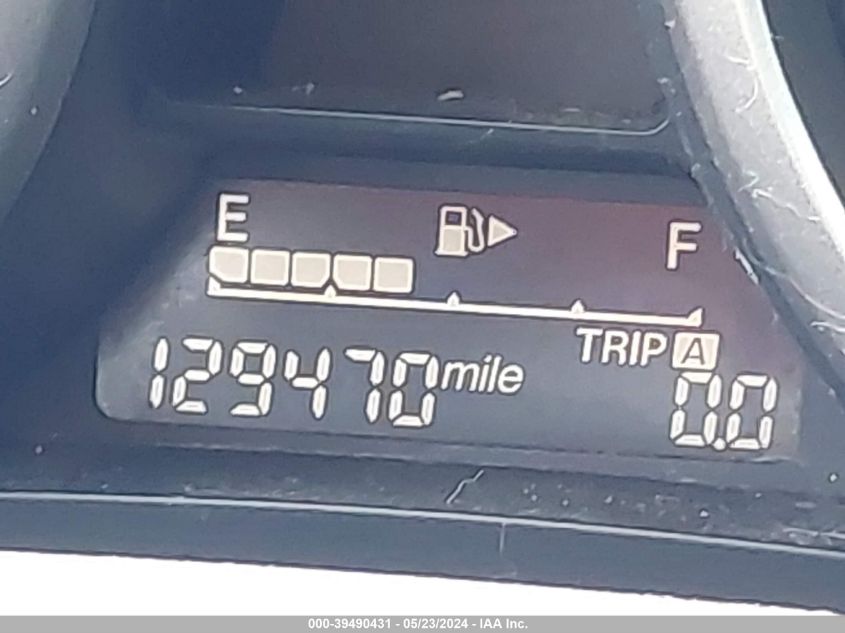 E F
TRIP A
129470 mile 0.0
000-39490431 - 05/23/2024 - IAA Inc.